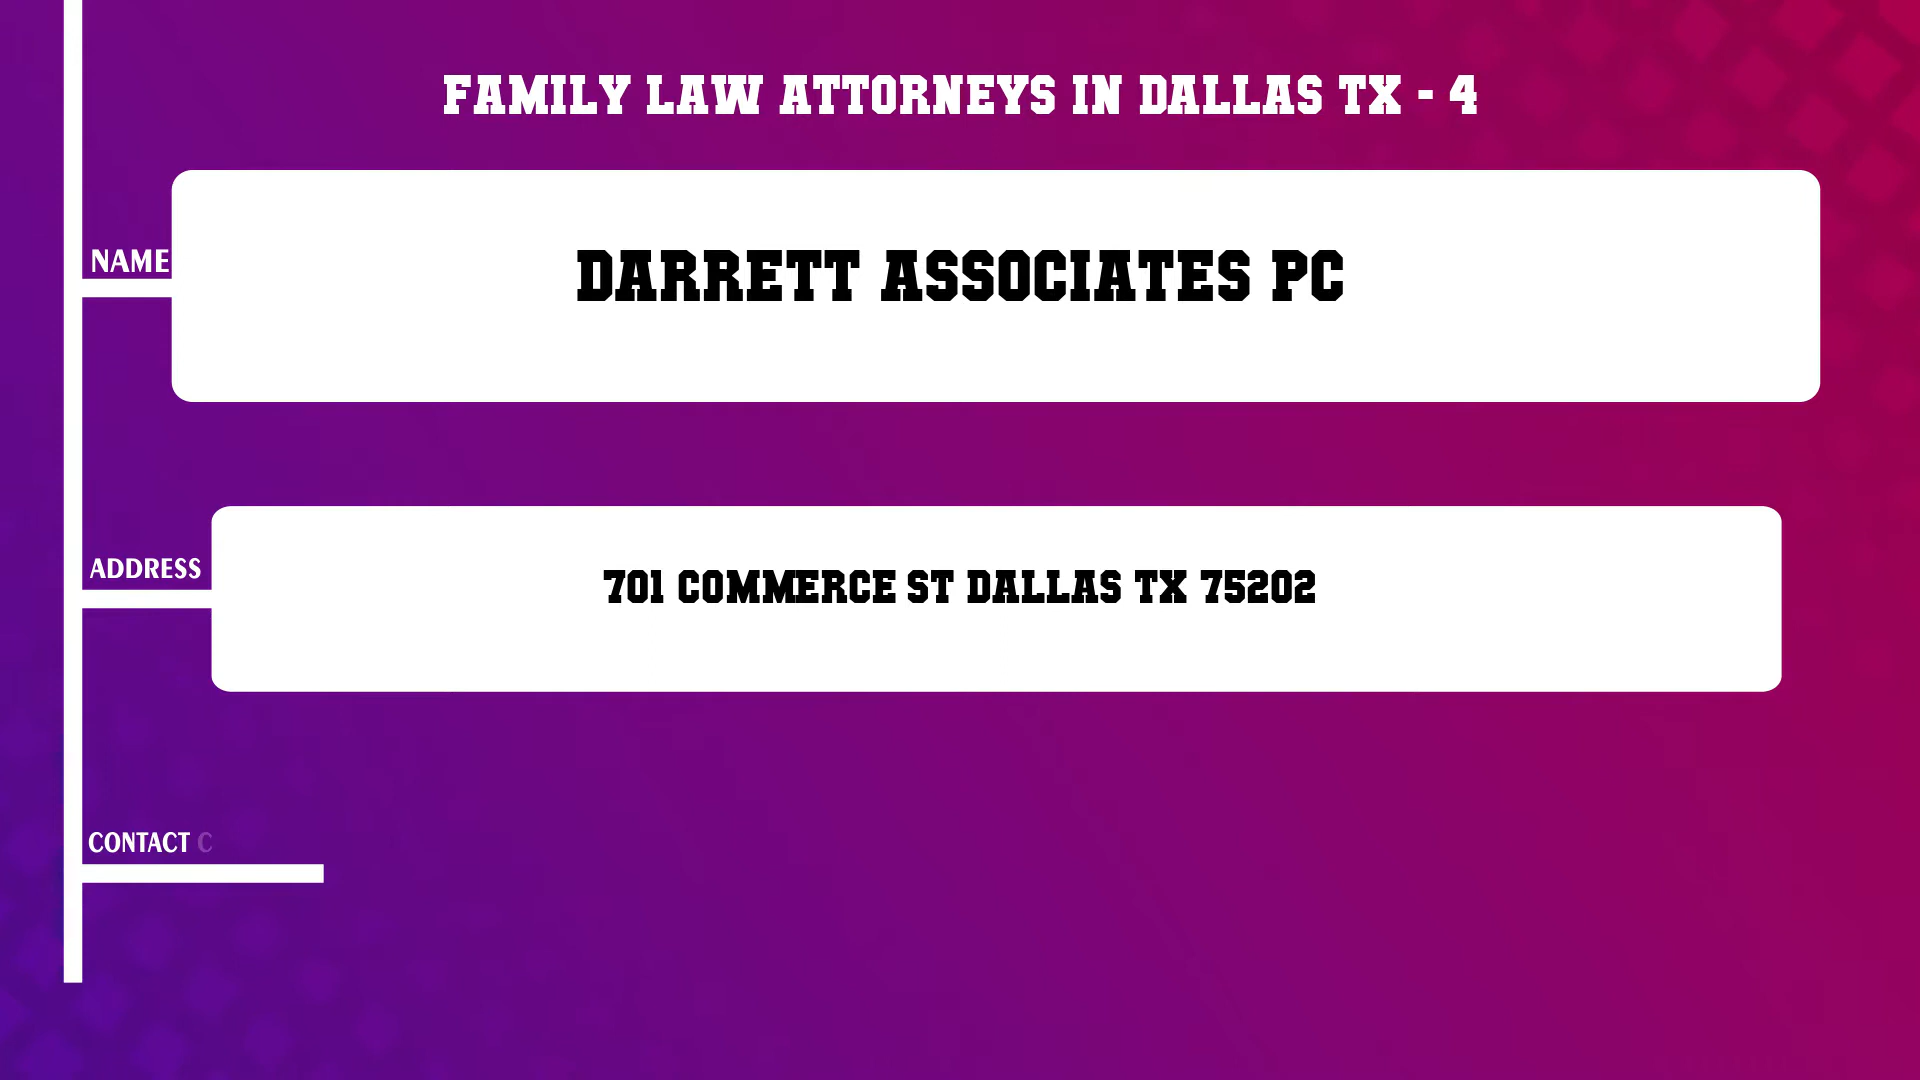 FAMILY LAW ATTORNEYS IN DALLAS TX - 4
NAME
DARRETT ASSOCIATES PC
ADDRESS
701 COMMERCE ST DALLAS TX 75202
CONTACT C